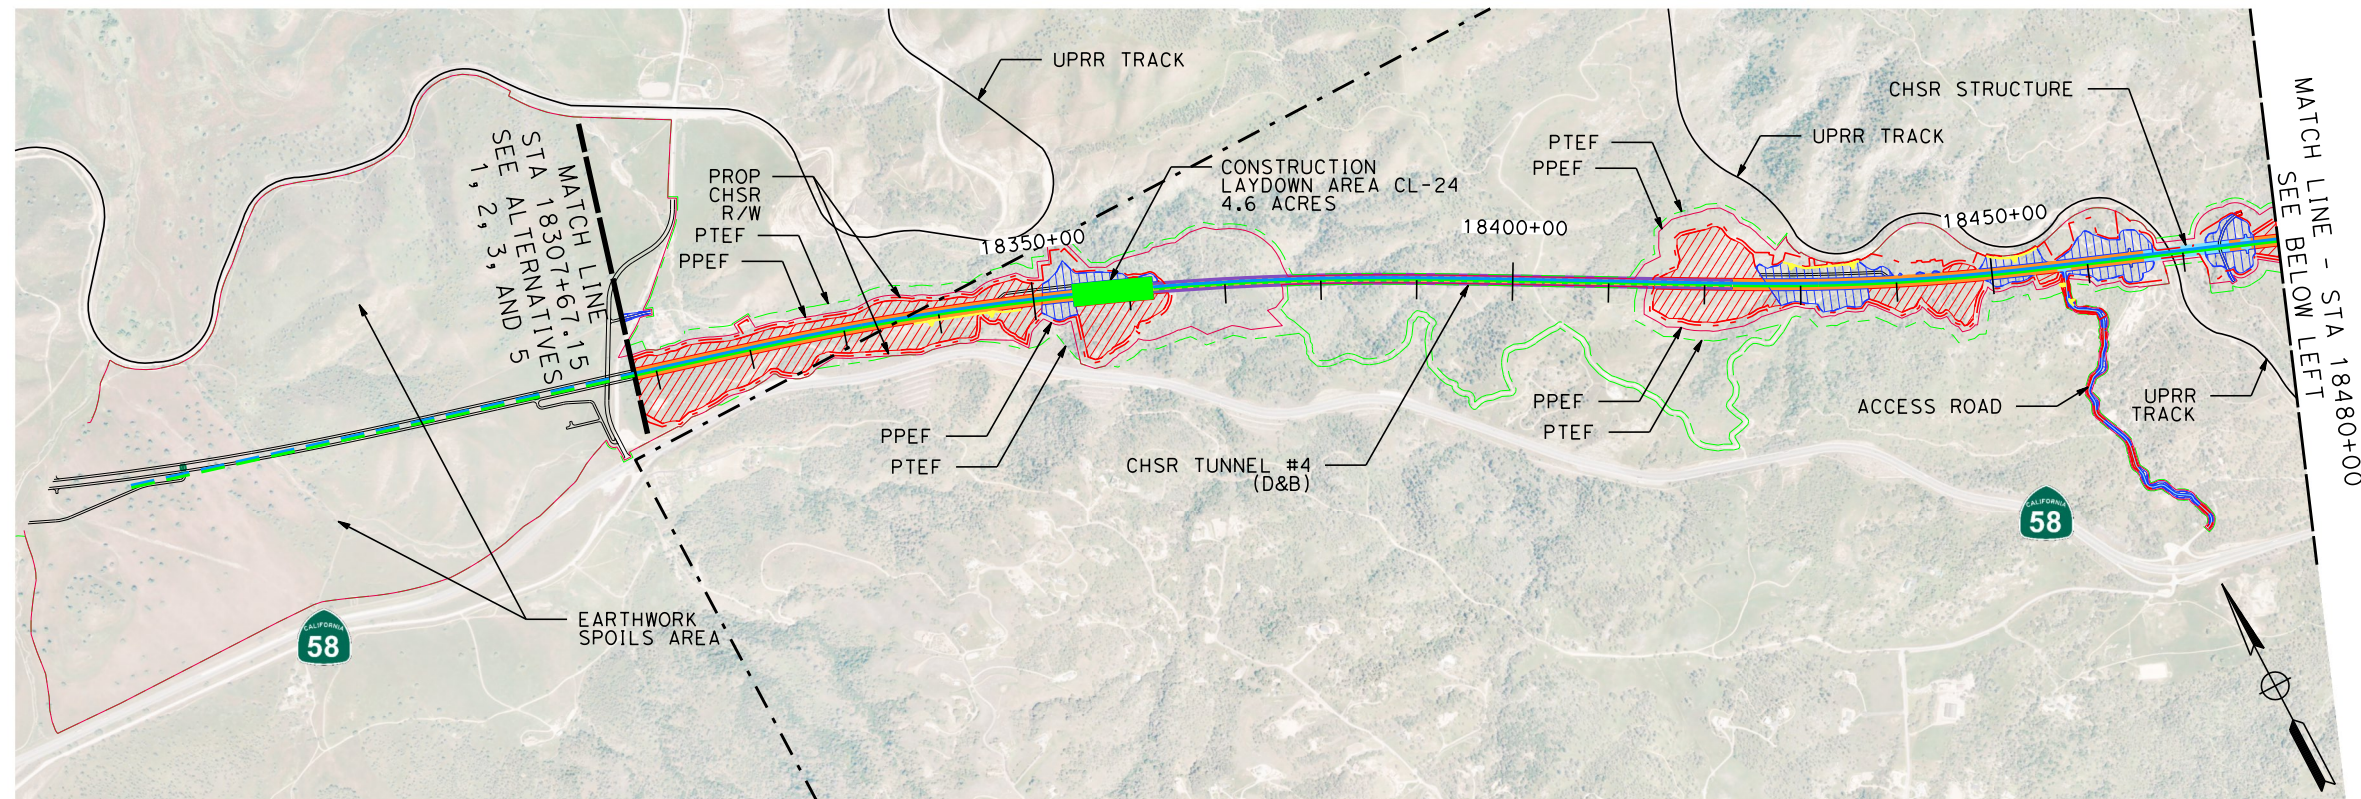 UPRR TRACK
CHSR STRUCTURE
MATCH LINE - STA 18480+00
SEE BELOW LEFT
MATCH LINE
STA 18307+67.15
SEE ALTERNATIVES
1, 2, 3, AND 5
PROP
CHSR
R/W
PTEF
PPEF
CONSTRUCTION
LAYDOWN AREA CL-24
4.6 ACRES
PTEF
PPEF
UPRR TRACK
18350+00
18400+00
18450+00
PPEF
PTEF
CHSR TUNNEL #4
(D&B)
PPEF
PTEF
ACCESS ROAD
UPRR
TRACK
CALIFORNIA
58
EARTHWORK
SPOILS AREA
CALIFORNIA
58